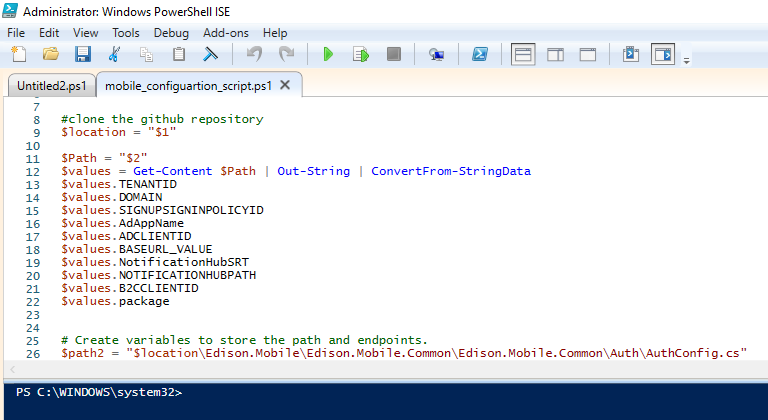 Administrator: Windows PowerShell ISE
File Edit View Tools Debug Add-ons Help
Untitled2.ps1 mobile_configuartion_script.ps1 X
7
8 #clone the github repository
9 $location = "$1"
10
11 $Path = "$2"
12 $values = Get-Content $Path | Out-String | ConvertFrom-StringData
13 $values.TENANTID
14 $values.DOMAIN
15 $values.SIGNUPSIGNINPOLICYID
16 $values.AdAppName
17 $values.ADCLIENTID
18 $values.BASEURL_VALUE
19 $values.NotificationHubSRT
20 $values.NOTIFICATIONHUBPATH
21 $values.B2CCLIENTID
22 $values.package
23
24
25 # Create variables to store the path and endpoints.
26 $path2 = "$location\Edison.Mobile\Edison.Mobile.Common\Edison.Mobile.Common\Auth\AuthConfig.cs"
PS C:\WINDOWS\system32>